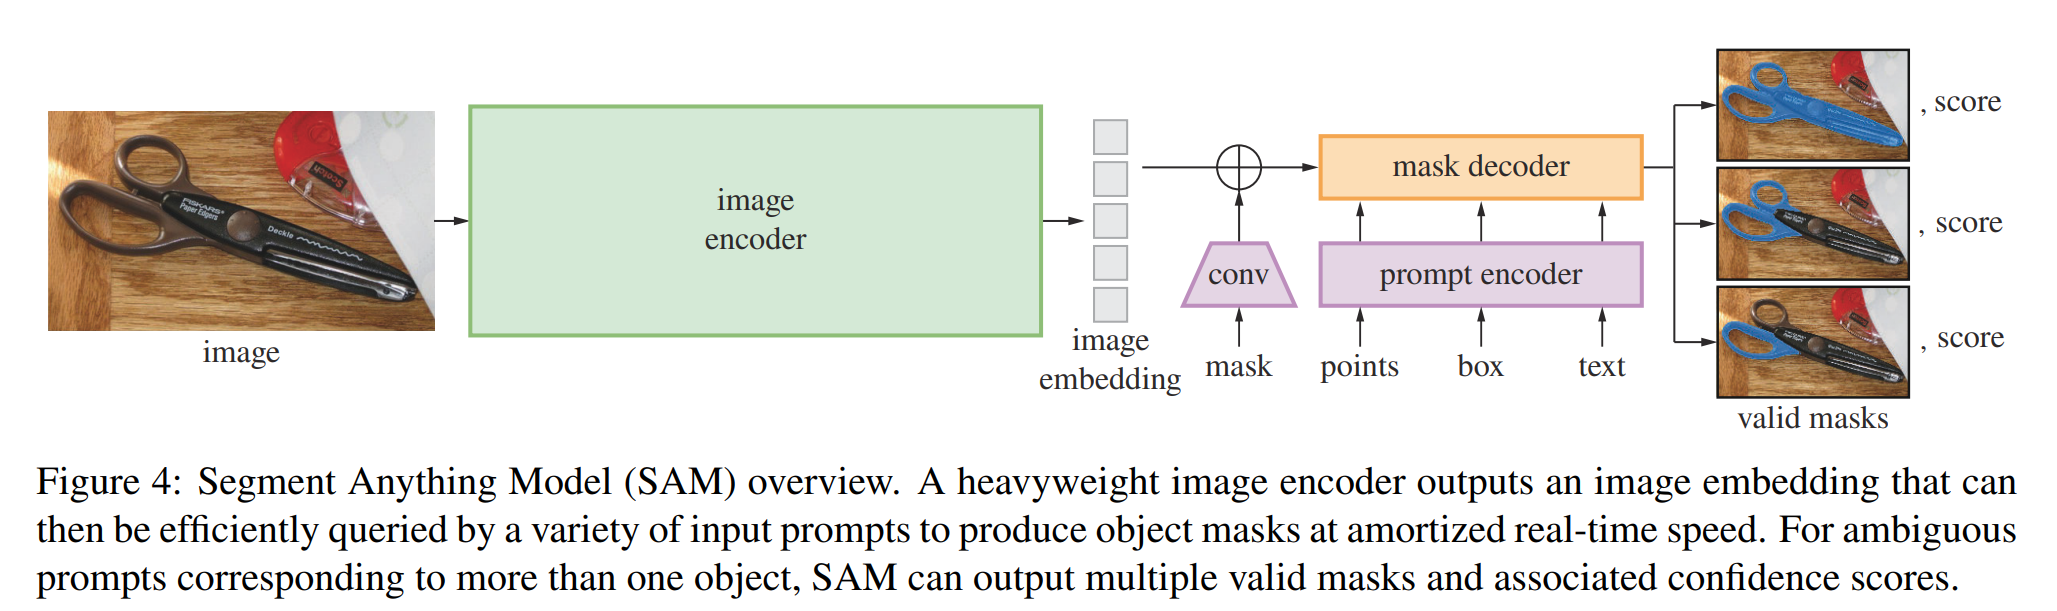 FISKARS®
Paper Edgers
Deckle
Scotch
image
image
encoder
image
embedding
conv
mask
mask decoder
prompt encoder
points
box
text
, score
, score
, score
valid masks
Figure 4: Segment Anything Model (SAM) overview. A heavyweight image encoder outputs an image embedding that can
then be efficiently queried by a variety of input prompts to produce object masks at amortized real-time speed. For ambiguous
prompts corresponding to more than one object, SAM can output multiple valid masks and associated confidence scores.